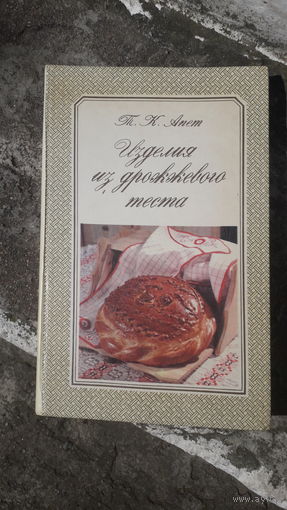 Т. К. Апет
Изделия
из дрожжевого
теста